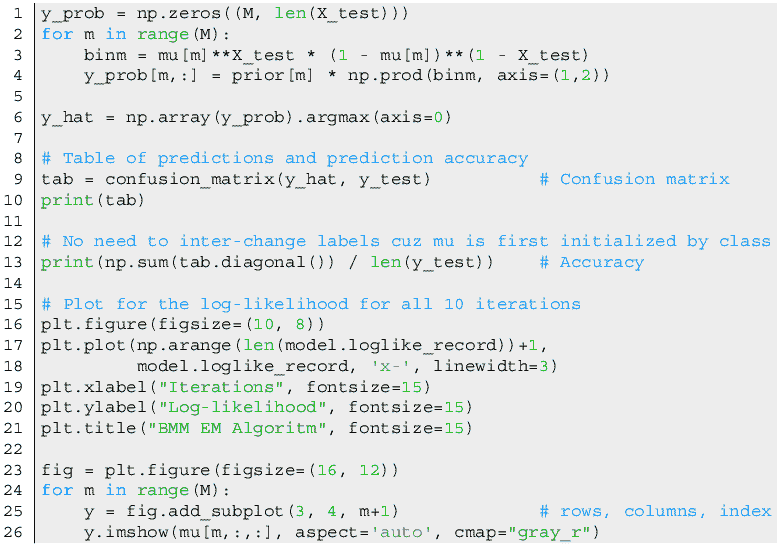 1 y_prob = np.zeros((M, len(X_test)))
2 for m in range(M):
3     binm = mu[m]**X_test * (1 - mu[m])**(1 - X_test)
4     y_prob[m,:] = prior[m] * np.prod(binm, axis=(1,2))
5
6 y_hat = np.array(y_prob).argmax(axis=0)
7
8 # Table of predictions and prediction accuracy
9 tab = confusion_matrix(y_hat, y_test)           # Confusion matrix
10 print(tab)
11
12 # No need to inter-change labels cuz mu is first initialized by class
13 print(np.sum(tab.diagonal()) / len(y_test))    # Accuracy
14
15 # Plot for the log-likelihood for all 10 iterations
16 plt.figure(figsize=(10, 8))
17 plt.plot(np.arange(len(model.loglike_record))+1,
18          model.loglike_record, 'x-', linewidth=3)
19 plt.xlabel("Iterations", fontsize=15)
20 plt.ylabel("Log-likelihood", fontsize=15)
21 plt.title("BMM EM Algoritm", fontsize=15)
22
23 fig = plt.figure(figsize=(16, 12))
24 for m in range(M):
25     y = fig.add_subplot(3, 4, m+1)              # rows, columns, index
26     y.imshow(mu[m,:,:], aspect='auto', cmap="gray_r")